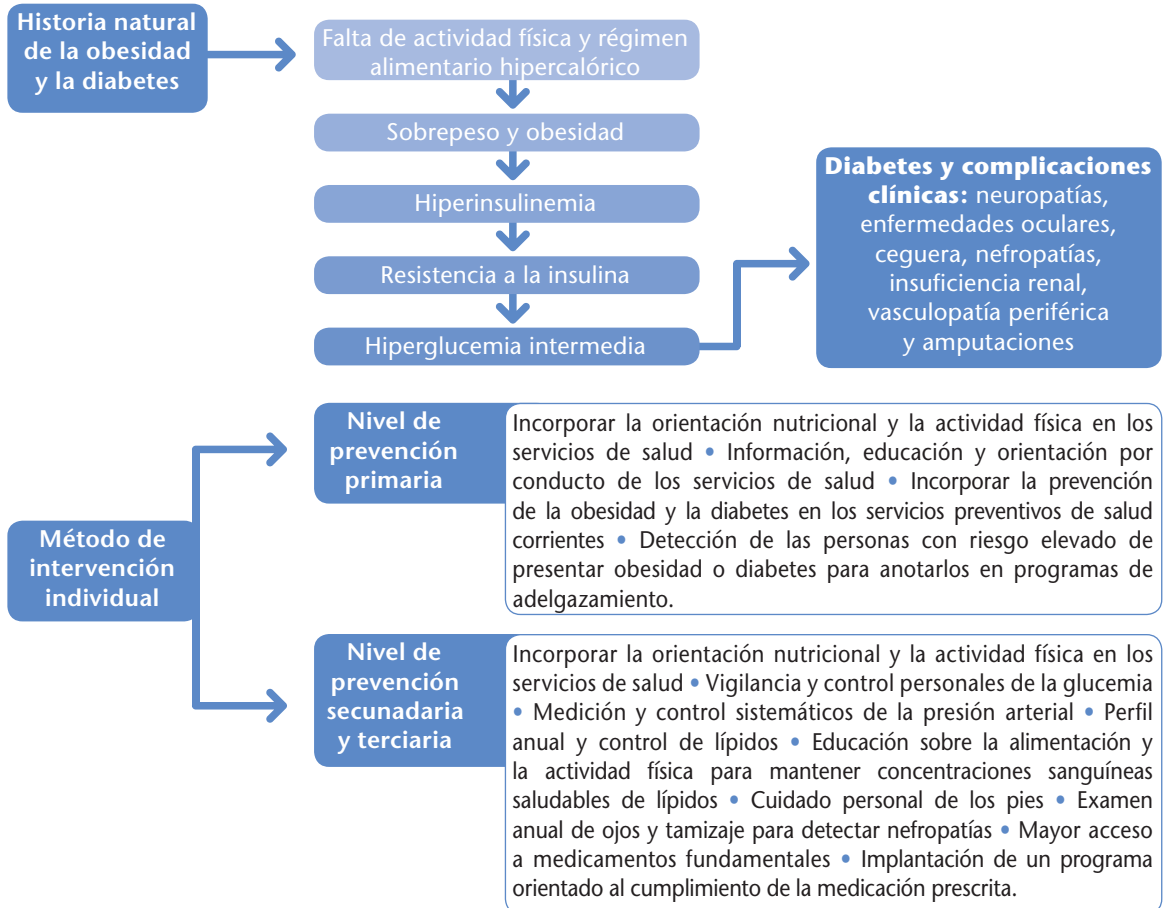 Historia natural
de la obesidad
y la diabetes
Falta de actividad física y régimen
alimentario hipercalórico
Sobrepeso y obesidad
Hiperinsulinemia
Resistencia a la insulina
Hiperglucemia intermedia
Diabetes y complicaciones
clínicas: neuropatías,
enfermedades oculares,
ceguera, nefropatías,
insuficiencia renal,
vasculopatía periférica
y amputaciones
Método de
intervención
individual
Nivel de
prevención
primaria
Incorporar la orientación nutricional y la actividad física en los
servicios de salud • Información, educación y orientación por
conducto de los servicios de salud • Incorporar la prevención
de la obesidad y la diabetes en los servicios preventivos de salud
corrientes • Detección de las personas con riesgo elevado de
presentar obesidad o diabetes para anotarlos en programas de
adelgazamiento.
Nivel de
prevención
secunadaria
y terciaria
Incorporar la orientación nutricional y la actividad física en los
servicios de salud • Vigilancia y control personales de la glucemia
• Medición y control sistemáticos de la presión arterial • Perfil
anual y control de lípidos • Educación sobre la alimentación y
la actividad física para mantener concentraciones sanguíneas
saludables de lípidos • Cuidado personal de los pies • Examen
anual de ojos y tamizaje para detectar nefropatías • Mayor acceso
a medicamentos fundamentales • Implantación de un programa
orientado al cumplimiento de la medicación prescrita.